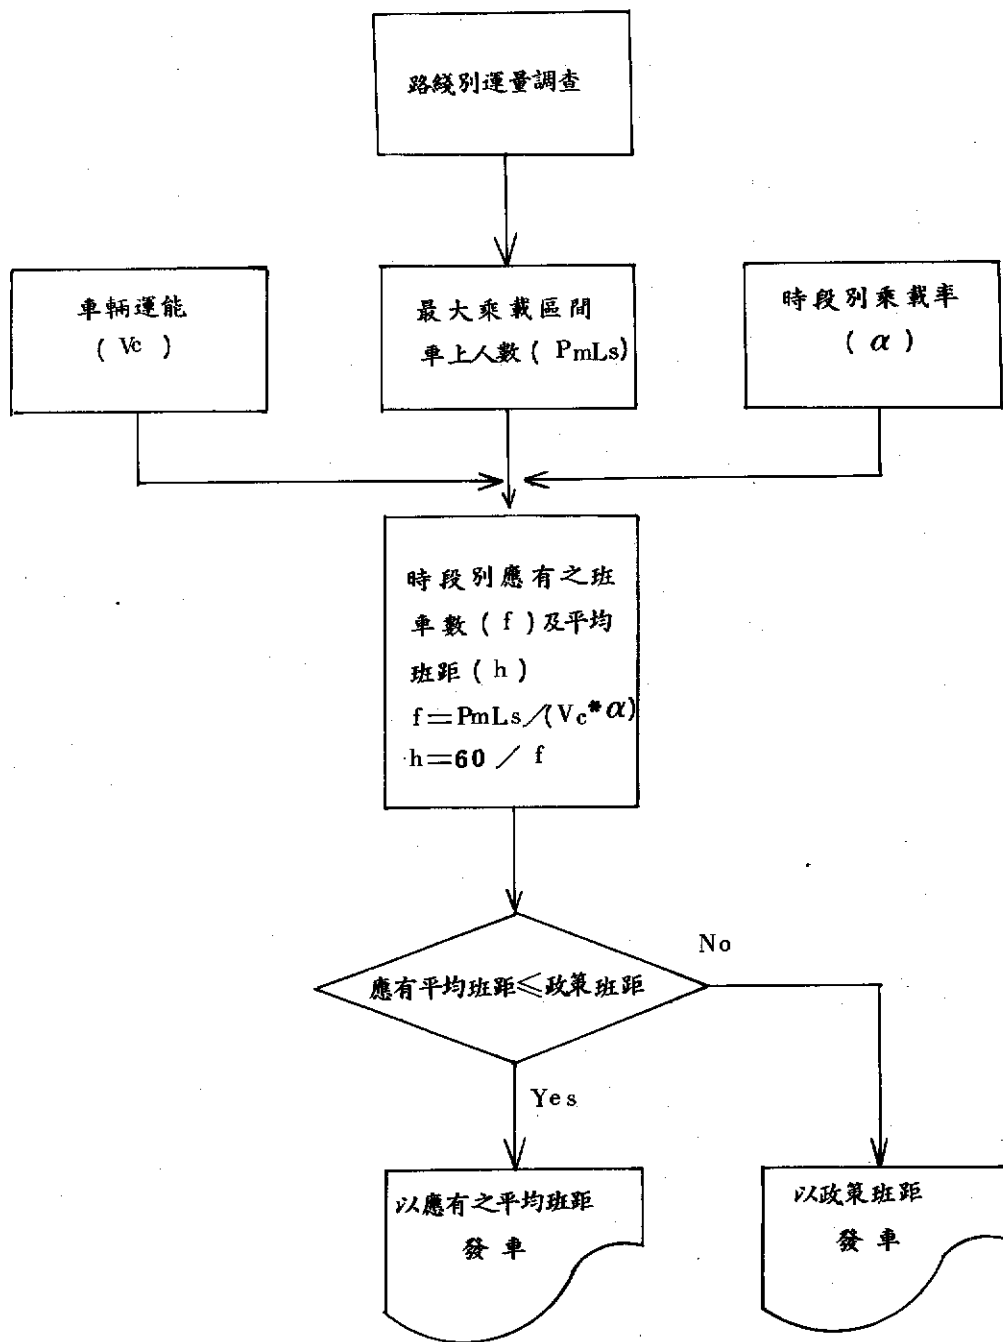 路綫別運量調查
車輛運能
( Vc )
最大乘載區間
車上人數 ( PmLs)
時段別乘載率
( α )
時段別應有之班
車數 ( f ) 及平均
班距 ( h )
f=PmLs/(Vc*α)
h=60 / f
應有平均班距≤政策班距
No
Yes
以應有之平均班距
發車
以政策班距
發車